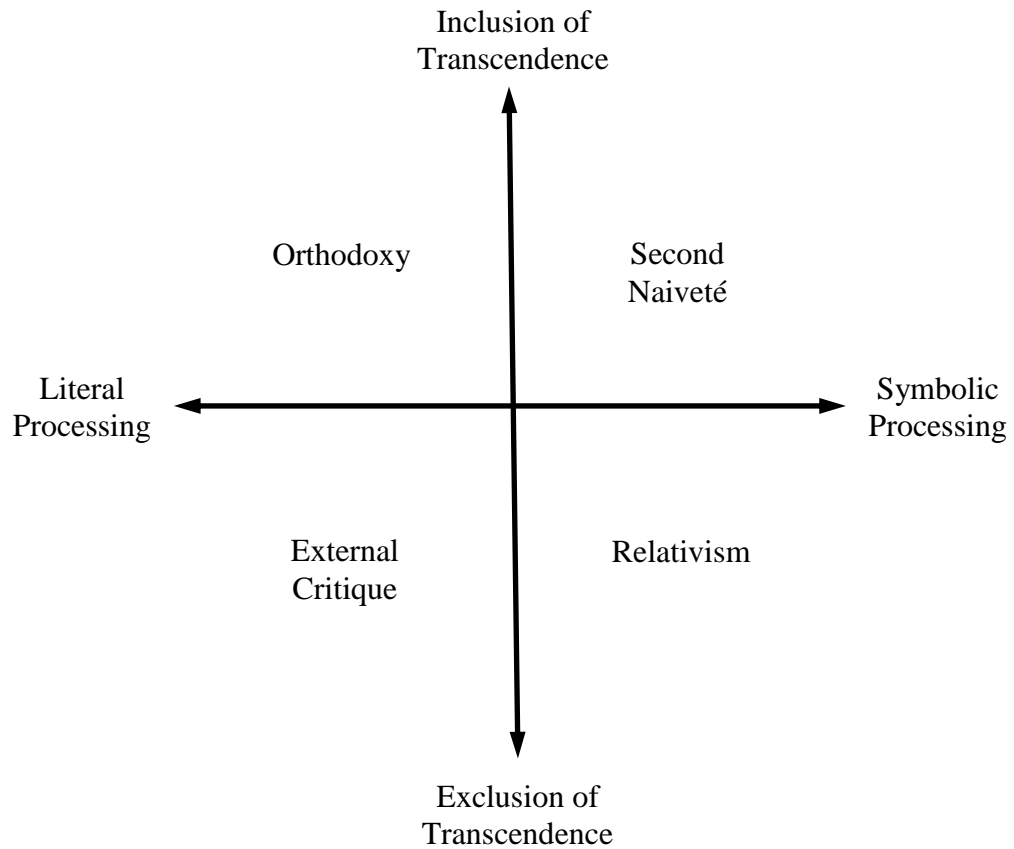 Inclusion of
Transcendence
Orthodoxy
Second
Naiveté
Literal
Processing
Symbolic
Processing
External
Critique
Relativism
Exclusion of
Transcendence